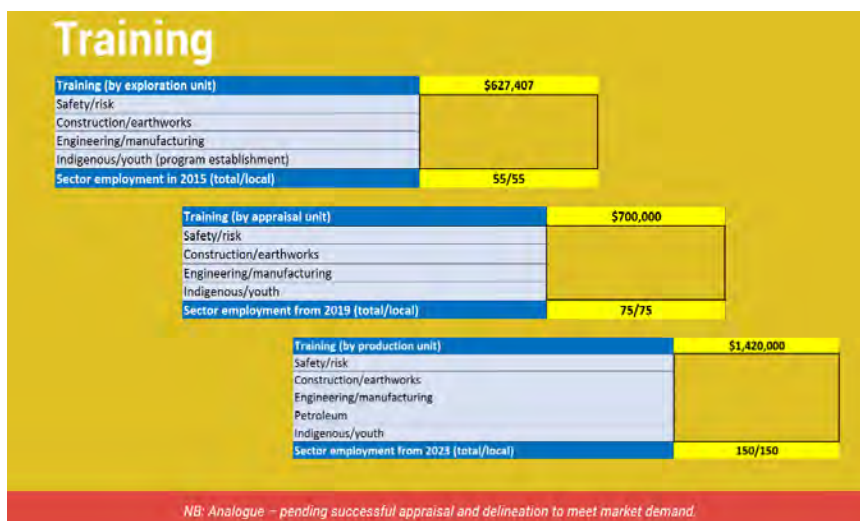 Training
Training (by exploration unit) $627,407
Safety/risk
Construction/earthworks
Engineering/manufacturing
Indigenous/youth (program establishment)
Sector employment in 2015 (total/local) 55/55
Training (by appraisal unit) $700,000
Safety/risk
Construction/earthworks
Engineering/manufacturing
Indigenous/youth
Sector employment from 2019 (total/local) 75/75
Training (by production unit) $1,420,000
Safety/risk
Construction/earthworks
Engineering/manufacturing
Petroleum
Indigenous/youth
Sector employment from 2023 (total/local) 150/150
NB: Analogue – pending successful appraisal and delineation to meet market demand.